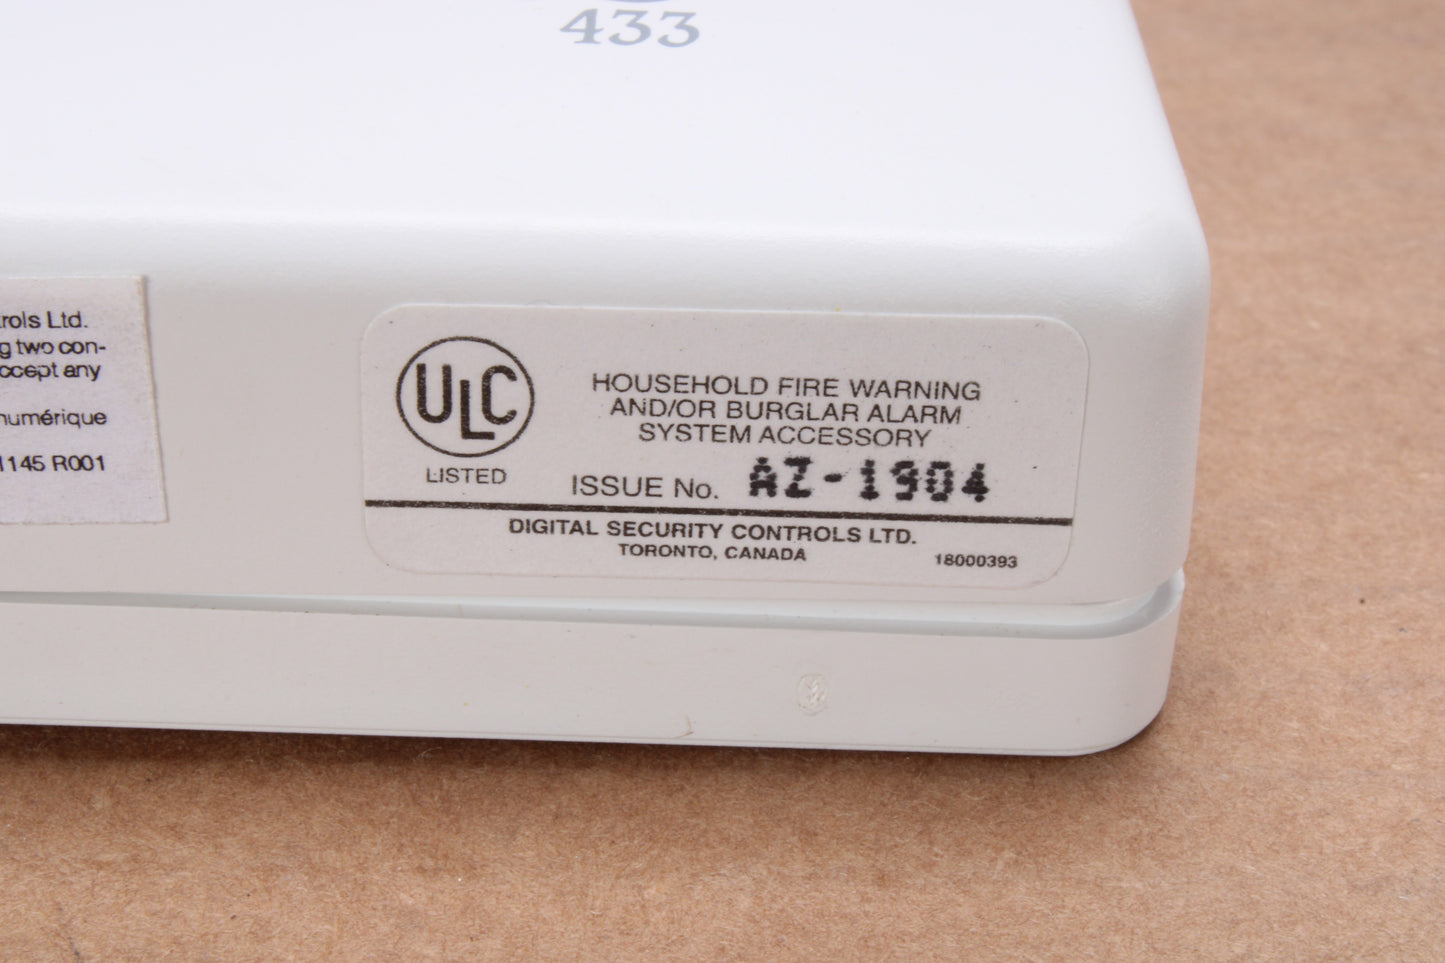 433
rols Ltd.
g two con-
ccept any
numérique
1145 R001
ULC
LISTED
HOUSEHOLD FIRE WARNING
AND/OR BURGLAR ALARM
SYSTEM ACCESSORY
ISSUE No. AZ-1904
DIGITAL SECURITY CONTROLS LTD.
TORONTO, CANADA
18000393